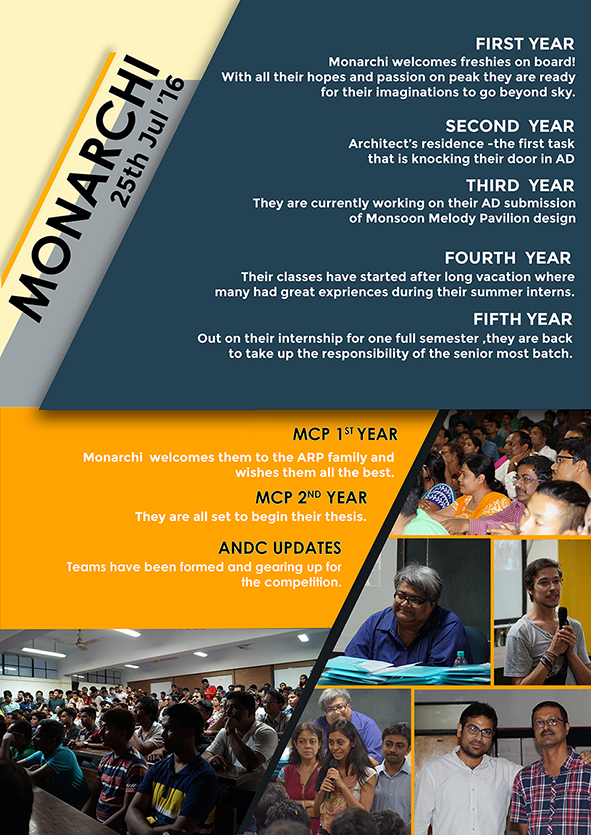 MONARCHI
25th Jul '16
FIRST YEAR
Monarchi welcomes freshies on board!
With all their hopes and passion on peak they are ready
for their imaginations to go beyond sky.
SECOND YEAR
Architect's residence -the first task
that is knocking their door in AD
THIRD YEAR
They are currently working on their AD submission
of Monsoon Melody Pavilion design
FOURTH YEAR
Their classes have started after long vacation where
many had great expriences during their summer interns.
FIFTH YEAR
Out on their internship for one full semester ,they are back
to take up the responsibility of the senior most batch.
MCP 1ST YEAR
Monarchi welcomes them to the ARP family and
wishes them all the best.
MCP 2ND YEAR
They are all set to begin their thesis.
ANDC UPDATES
Teams have been formed and gearing up for
the competition.